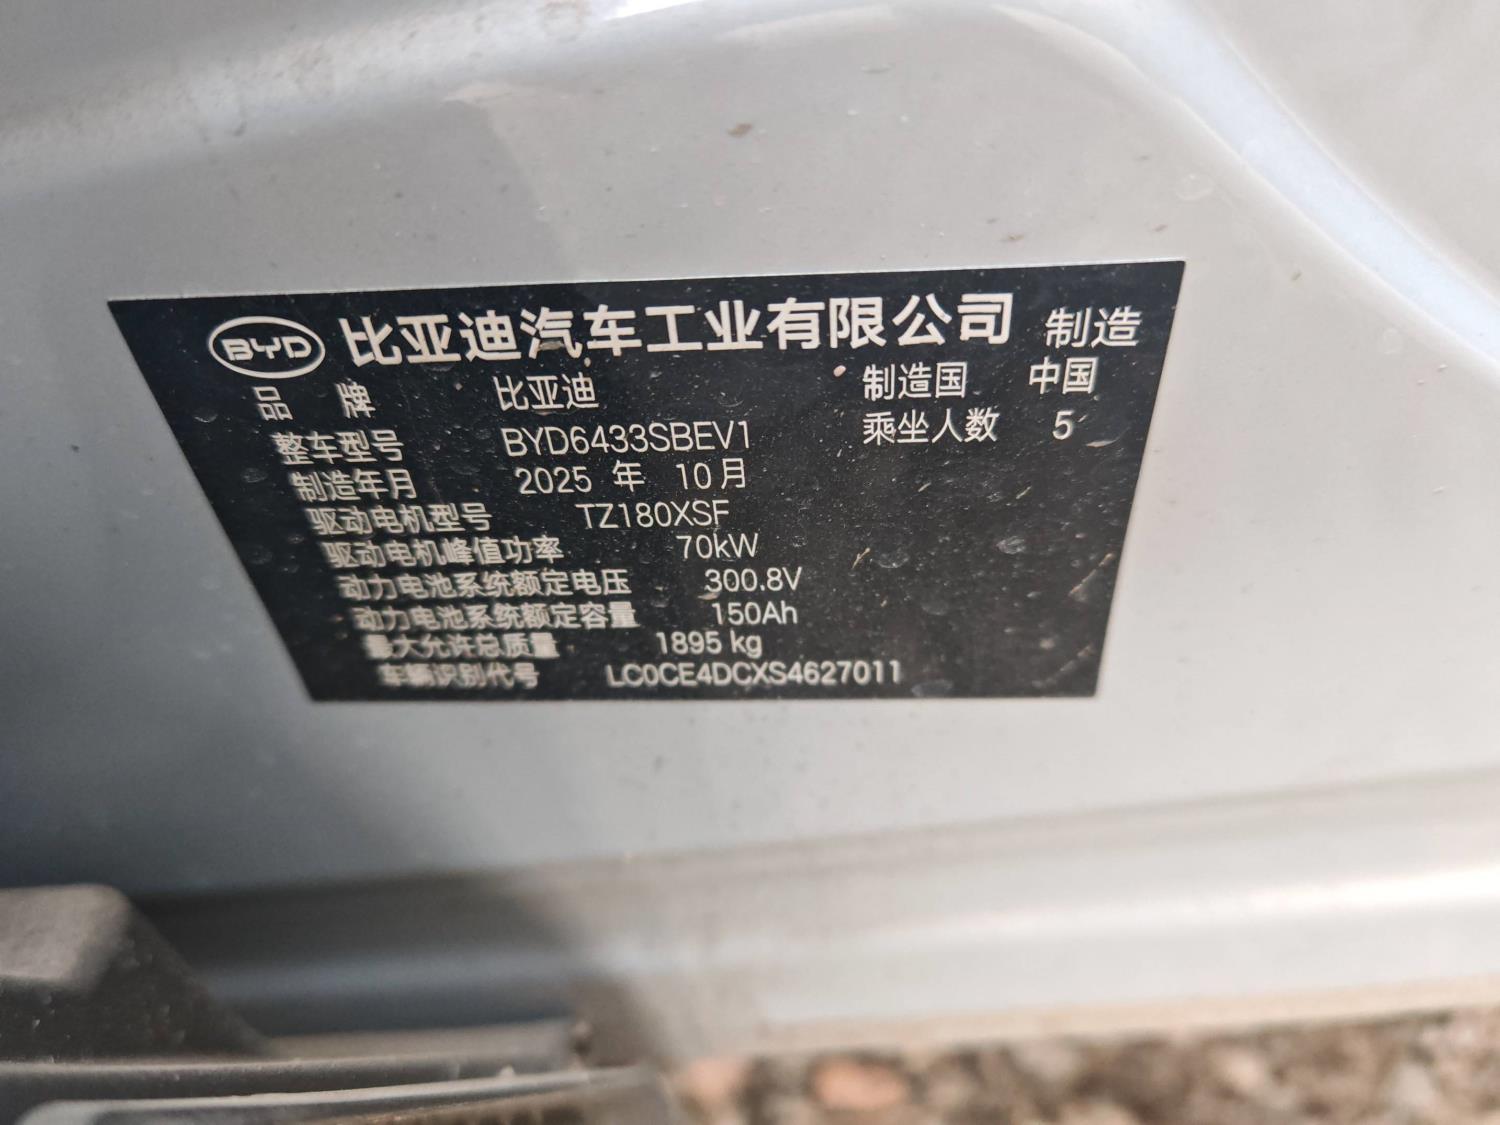 BYD 比亚迪汽车工业有限公司 制造
品 牌 比亚迪 制造国 中国
整车型号 BYD6433SBEV1 乘坐人数 5
制造年月 2025 年 10月
驱动电机型号 TZ180XSF
驱动电机峰值功率 70kW
动力电池系统额定电压 300.8V
动力电池系统额定容量 150Ah
最大允许总质量 1895 kg
车辆识别代号 LC0CE4DCXS4627011